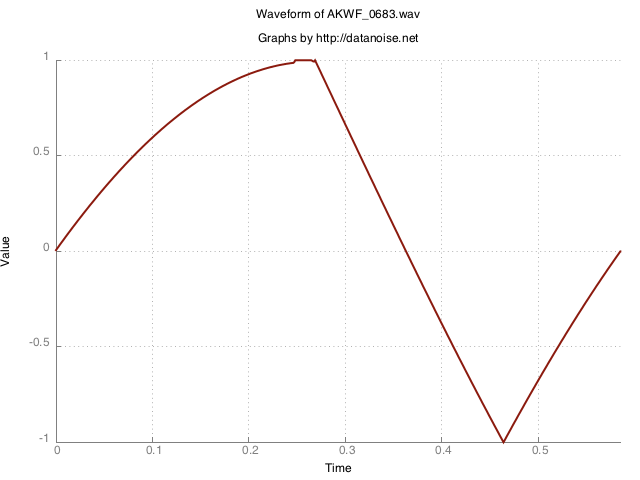 Waveform of AKWF_0683.wav
Graphs by http://datanoise.net
1
0.5
0
-0.5
-1
Value
0 0.1 0.2 0.3 0.4 0.5
Time